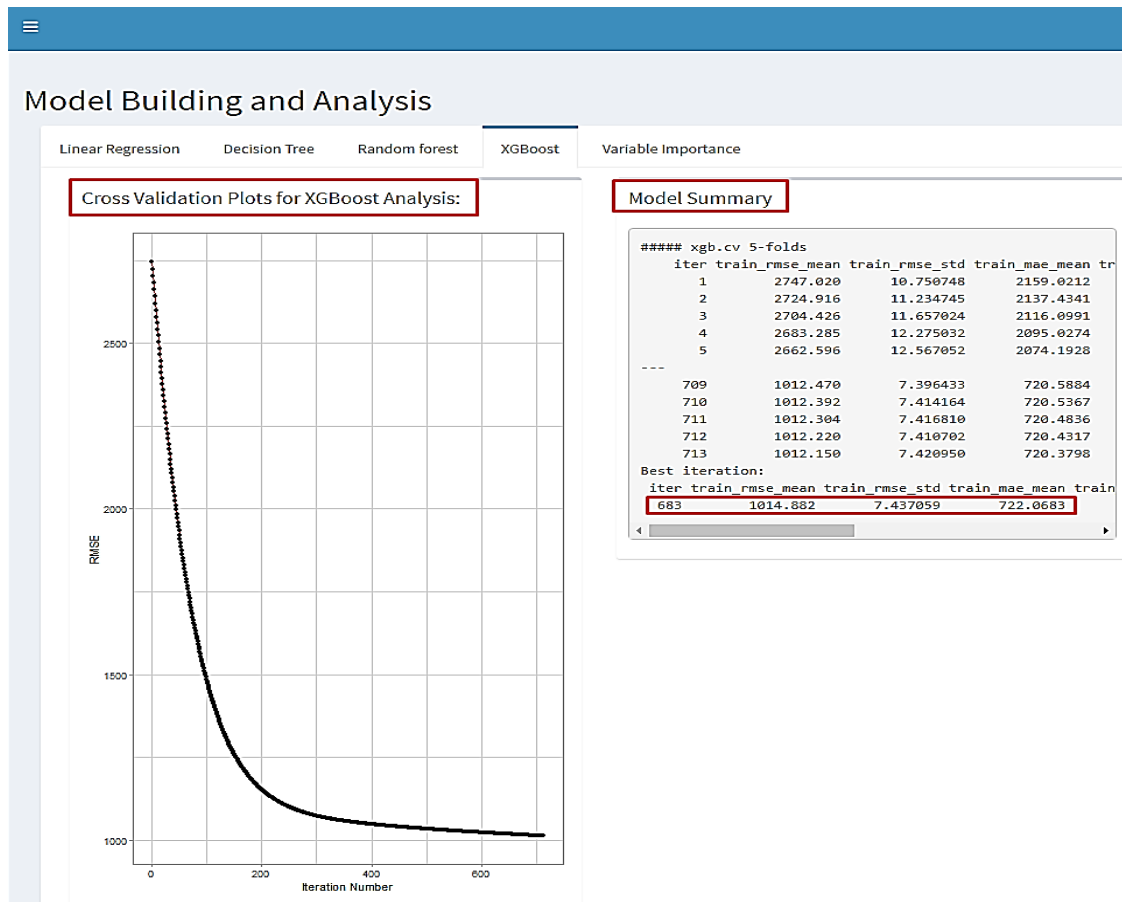 Model Building and Analysis
Linear Regression Decision Tree Random forest XGBoost Variable Importance
Cross Validation Plots for XGBoost Analysis:
2500
2000
1500
1000
RMSE
0 200 400 600
Iteration Number
Model Summary
##### xgb.cv 5-folds
iter train_rmse_mean train_rmse_std train_mae_mean tr
1 2747.020 10.750748 2159.0212
2 2724.916 11.234745 2137.4341
3 2704.426 11.657024 2116.0991
4 2683.285 12.275032 2095.0274
5 2662.596 12.567052 2074.1928
---
709 1012.470 7.396433 720.5884
710 1012.392 7.414164 720.5367
711 1012.304 7.416810 720.4836
712 1012.220 7.410702 720.4317
713 1012.150 7.420950 720.3798
Best iteration:
iter train_rmse_mean train_rmse_std train_mae_mean train
683 1014.882 7.437059 722.0683